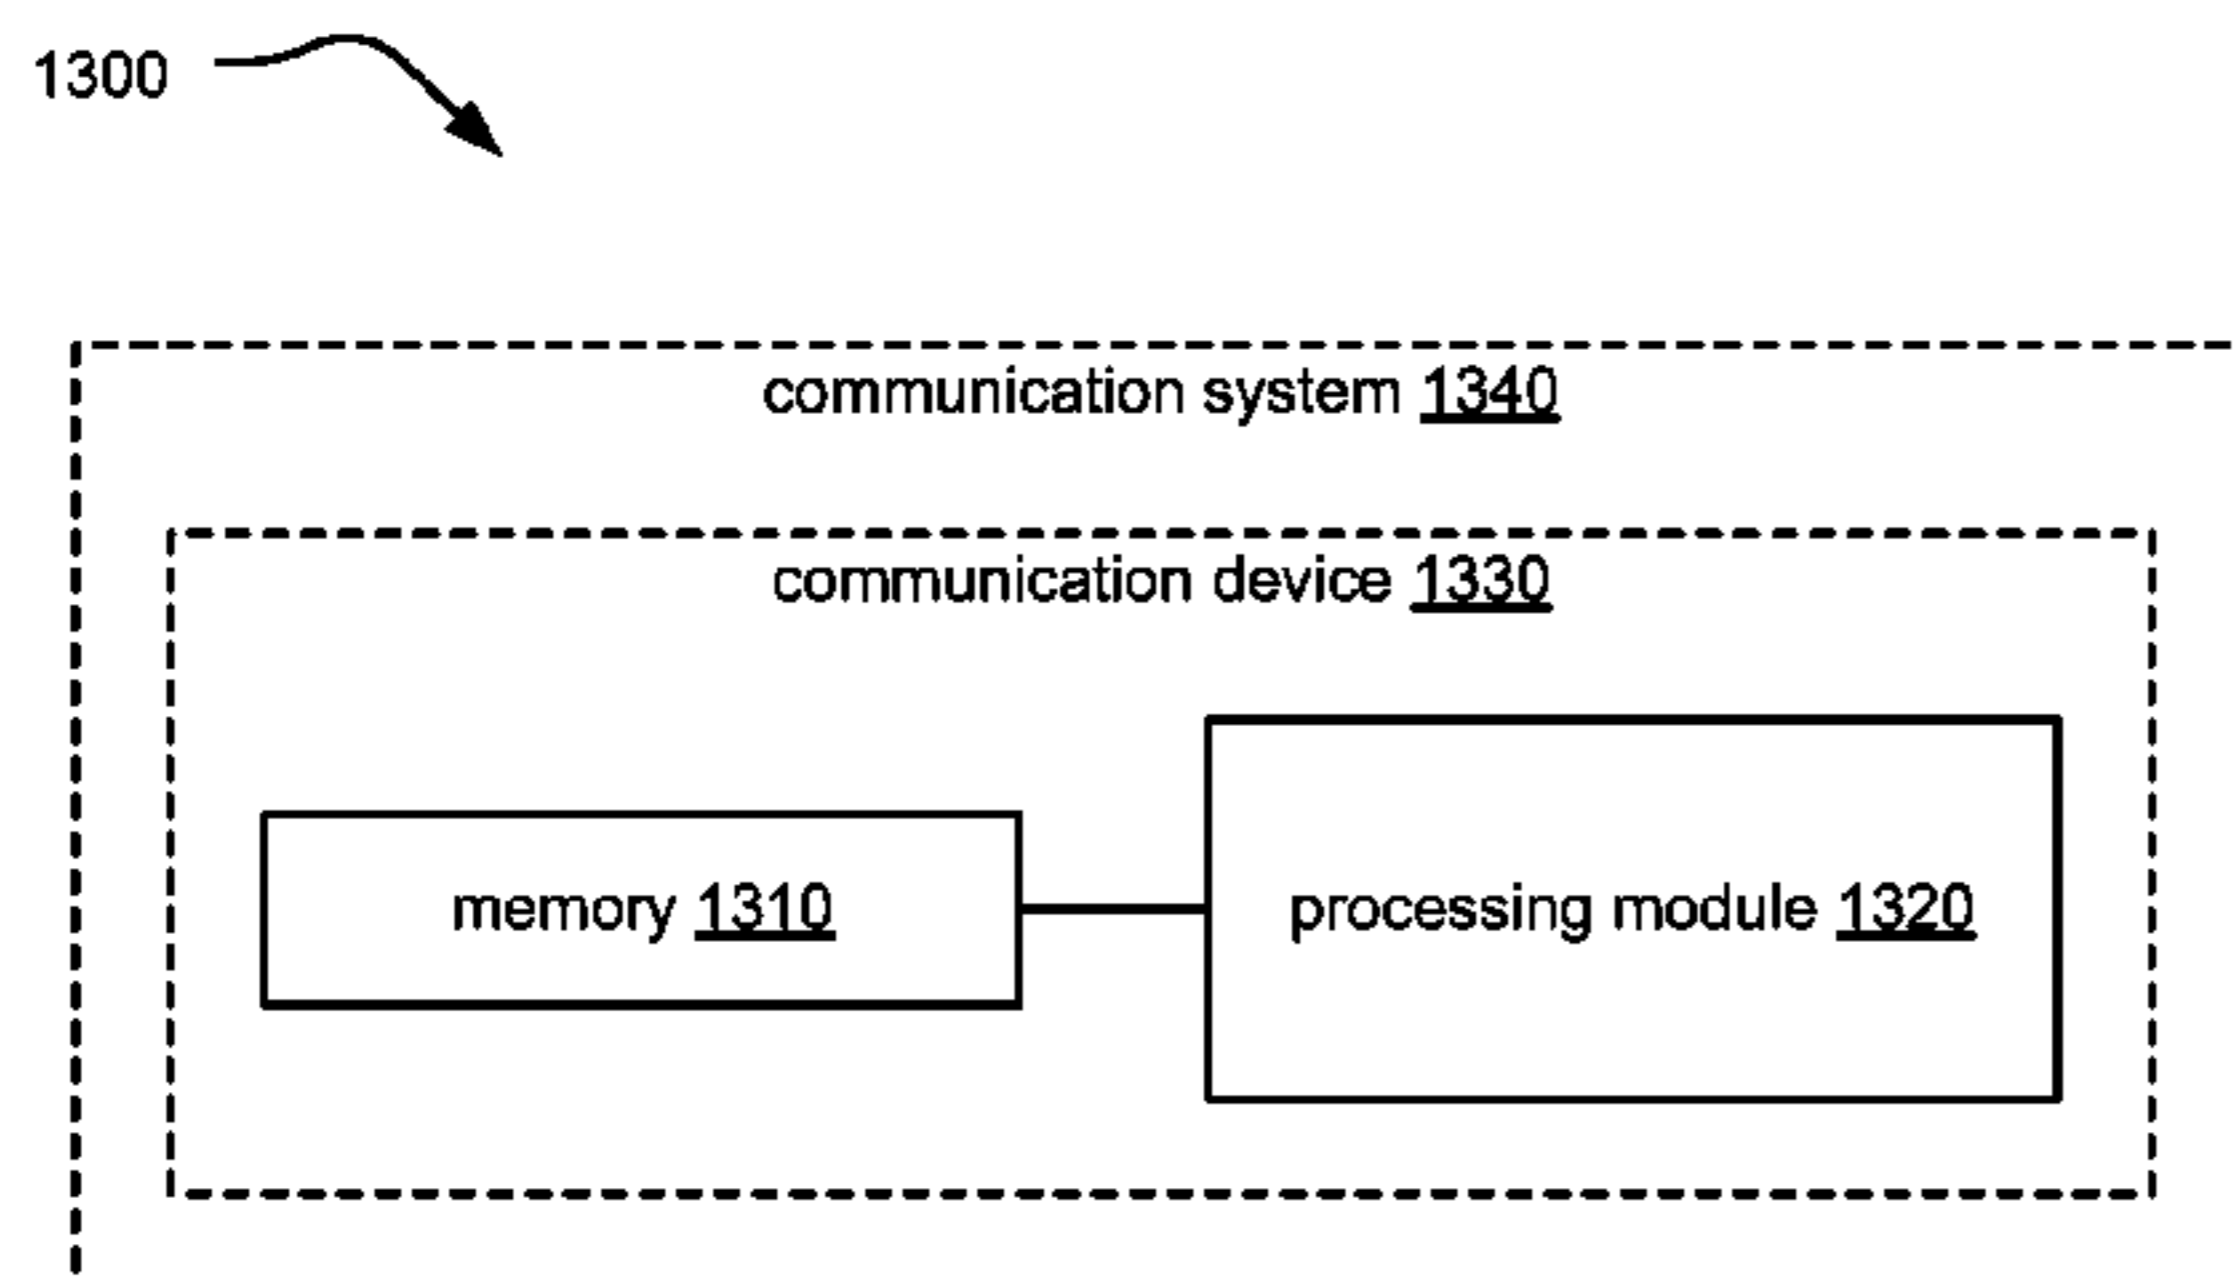 1300
communication system 1340
communication device 1330
memory 1310
processing module 1320